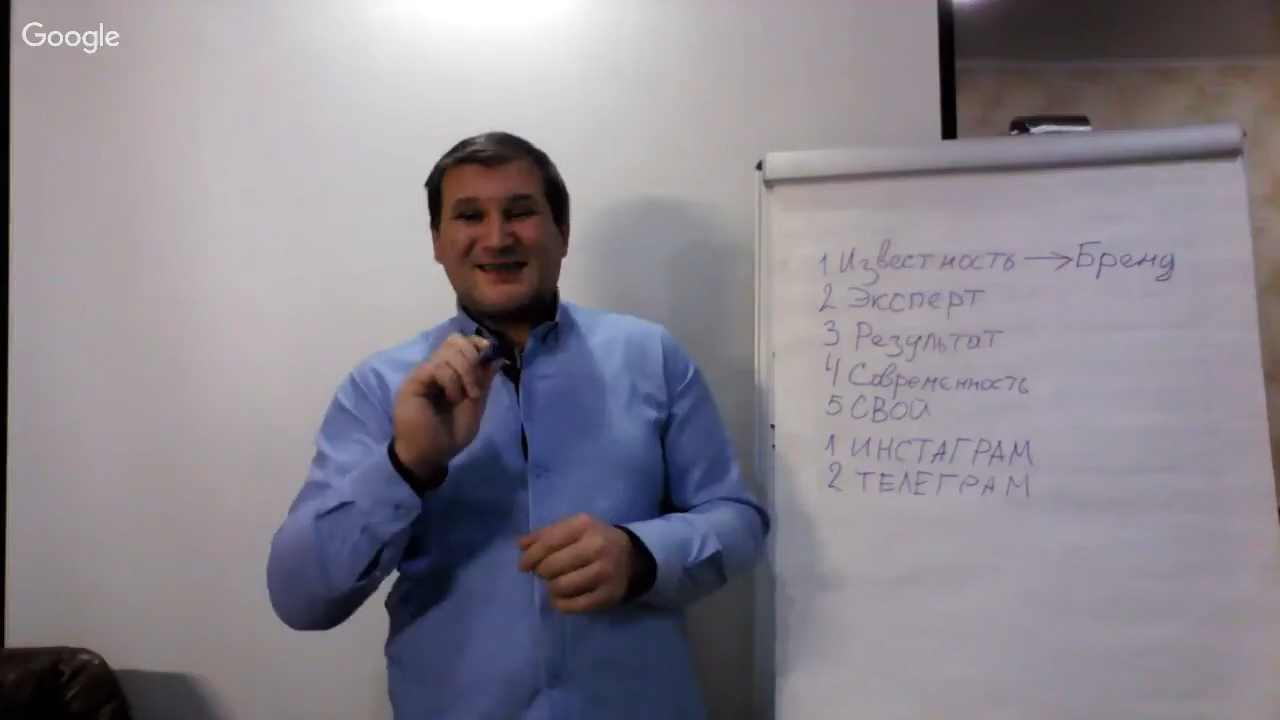 Google
1 Известность → Бренд
2 Эксперт
3 Результат
4 Современность
5 СВОЙ
1 ИНСТАГРАМ
2 ТЕЛЕГРАМ